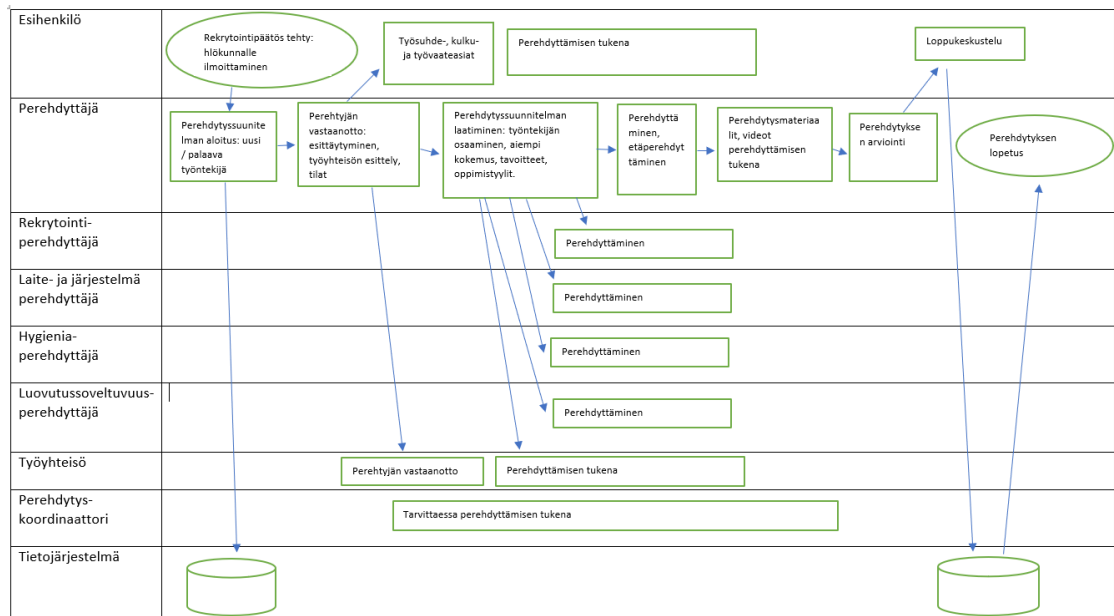 Esihenkilö
Rekrytointipäätös tehty:
hlökunnalle
ilmoittaminen
Työsuhde-, kulku-
ja työvaateasiat
Perehdyttämisen tukena
Loppukeskustelu
Perehdyttäjä
Perehdytyssuunite
lman aloitus: uusi
/ palaava
työntekijä
Perehtyjän
vastaanotto:
esittäytyminen,
työyhteisön esittely,
tilat
Perehdytyssuunnitelman
laatiminen: työntekijän
osaaminen, aiempi
kokemus, tavoitteet,
oppimistyylit.
Perehdyttä
minen,
etäperehdyt
täminen
Perehdytysmateriaa
lit, videot
perehdyttämisen
tukena
Perehdytykse
n arviointi
Perehdytyksen
lopetus
Rekrytointi-
perehdyttäjä
Perehdyttäminen
Laite- ja järjestelmä
perehdyttäjä
Perehdyttäminen
Hygienia-
perehdyttäjä
Perehdyttäminen
Luovutussoveltuvuus-
perehdyttäjä
Perehdyttäminen
Työyhteisö
Perehtyjän vastaanotto
Perehdyttämisen tukena
Perehdytys-
koordinaattori
Tarvittaessa perehdyttämisen tukena
Tietojärjestelmä